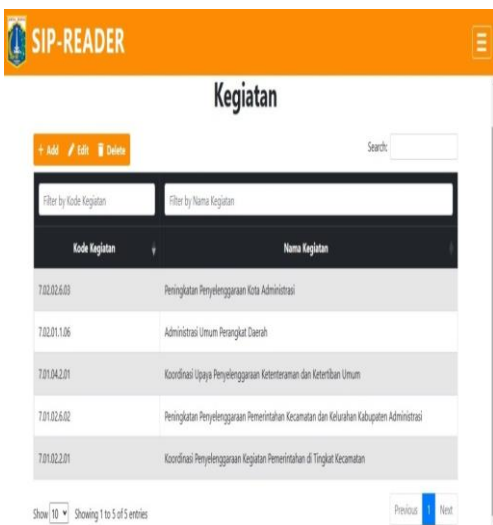 SIP-READER
Kegiatan
+ Add Edit Delete
Search:
Filter by Kode Kegiatan Filter by Nama Kegiatan
Kode Kegiatan Nama Kegiatan
7.02.02.6.03 Peningkatan Penyelenggaraan Kota Administrasi
7.02.01.1.06 Administrasi Umum Perangkat Daerah
7.01.04.2.01 Koordinasi Upaya Penyelenggaraan Ketenteraman dan Ketertiban Umum
7.01.02.6.02 Peningkatan Penyelenggaraan Pemerintahan Kecamatan dan Kelurahan Kabupaten Administrasi
7.01.02.2.01 Koordinasi Penyelenggaraan Kegiatan Pemerintahan di Tingkat Kecamatan
Show 10 Showing 1 to 5 of 5 entries
Previous 1 Next